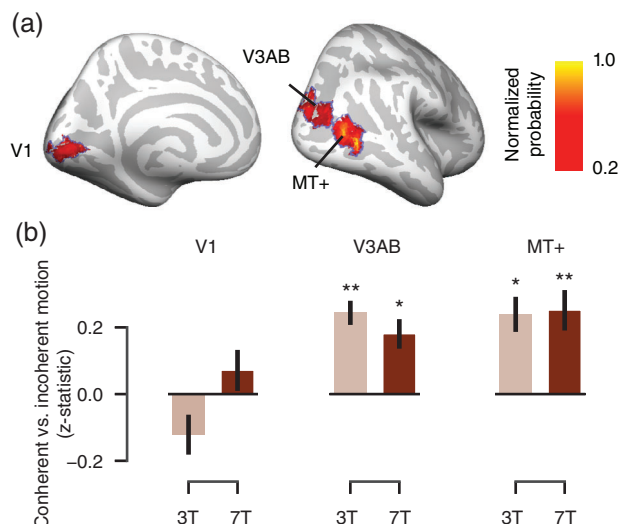 (a)
V3AB
V1
MT+
1.0
Normalized
probability
0.2
(b)
V1
V3AB
MT+
Conherent vs. incoherent motion
(z-statistic)
**
*
*
**
0.2
0.0
−0.2
3T 7T
3T 7T
3T 7T